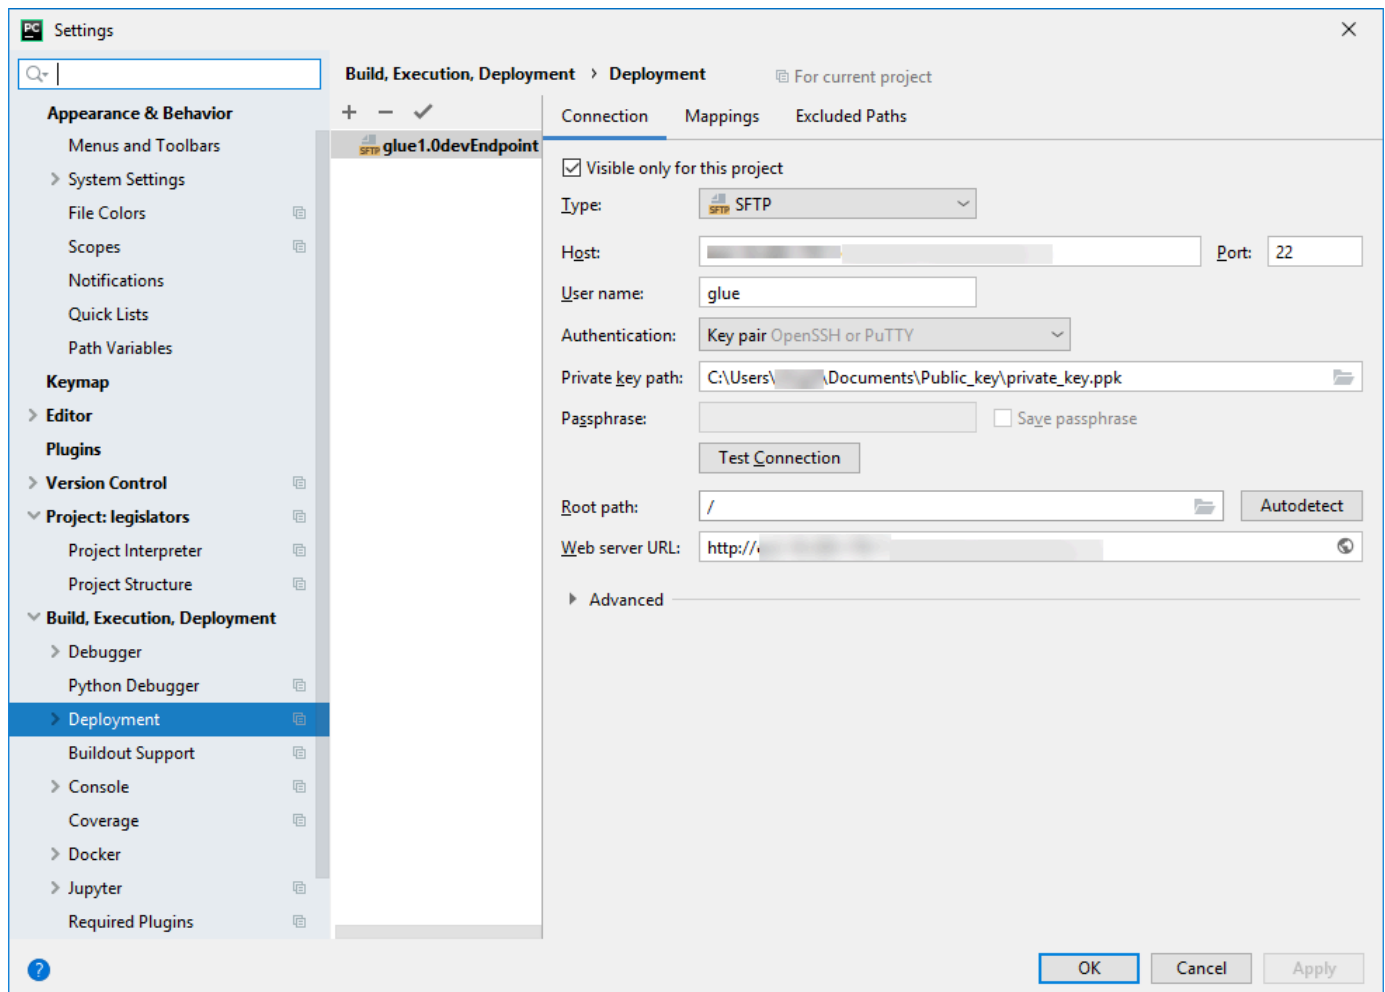 PC Settings
Appearance & Behavior
Menus and Toolbars
System Settings
File Colors
Scopes
Notifications
Quick Lists
Path Variables
Keymap
Editor
Plugins
Version Control
Project: legislators
Project Interpreter
Project Structure
Build, Execution, Deployment
Debugger
Python Debugger
Deployment
Buildout Support
Console
Coverage
Docker
Jupyter
Required Plugins
Build, Execution, Deployment › Deployment For current project
SFTP glue1.0devEndpoint
Connection Mappings Excluded Paths
Visible only for this project
Type: SFTP SFTP
Host: Port: 22
User name: glue
Authentication: Key pair OpenSSH or PuTTY
Private key path: C:\Users\ \Documents\Public_key\private_key.ppk
Passphrase: Save passphrase
Test Connection
Root path: / Autodetect
Web server URL: http://
Advanced
? OK Cancel Apply